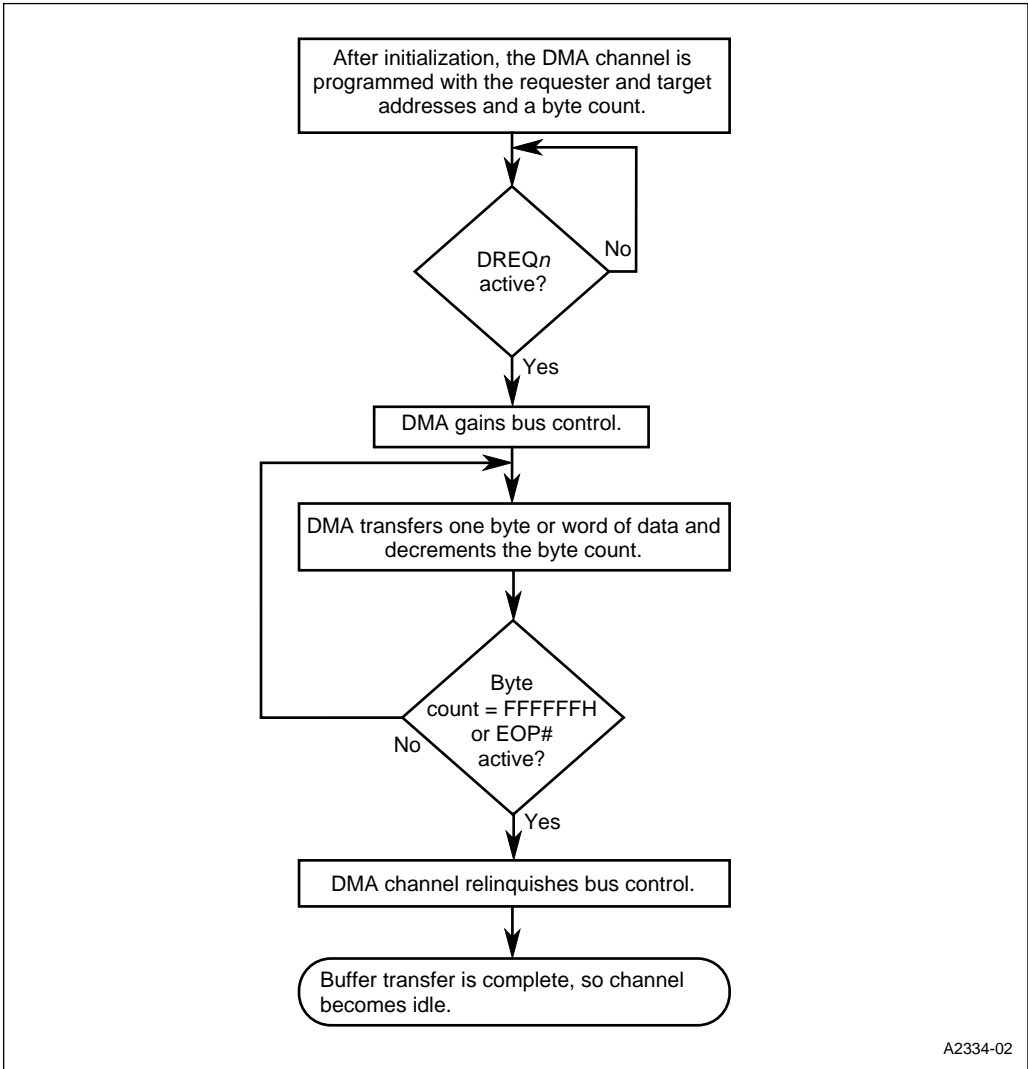 After initialization, the DMA channel is
programmed with the requester and target
addresses and a byte count.
No
DREQn
active?
Yes
DMA gains bus control.
DMA transfers one byte or word of data and
decrements the byte count.
Byte
count = FFFFFFH
or EOP#
active?
No
Yes
DMA channel relinquishes bus control.
Buffer transfer is complete, so channel
becomes idle.
A2334-02